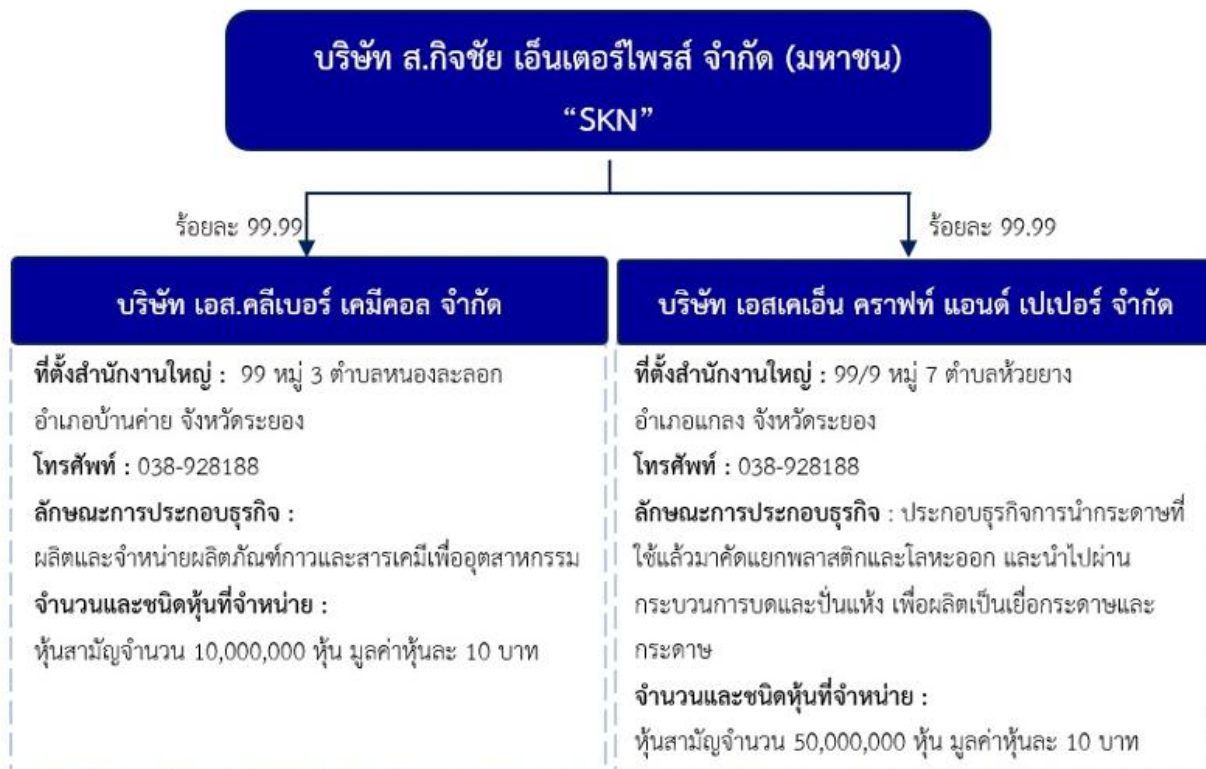 บริษัท ส.กิจชัย เอ็นเตอร์ไพรส์ จำกัด (มหาชน)
“SKN”
ร้อยละ 99.99
ร้อยละ 99.99
บริษัท เอส.คลีเบอร์ เคมีคอล จำกัด
ที่ตั้งสำนักงานใหญ่ : 99 หมู่ 3 ตำบลหนองละลอก
อำเภอบ้านค่าย จังหวัดระยอง
โทรศัพท์ : 038-928188
ลักษณะการประกอบธุรกิจ :
ผลิตและจำหน่ายผลิตภัณฑ์กาวและสารเคมีเพื่ออุตสาหกรรม
จำนวนและชนิดหุ้นที่จำหน่าย :
หุ้นสามัญจำนวน 10,000,000 หุ้น มูลค่าหุ้นละ 10 บาท
บริษัท เอสเคเอ็น คราฟท์ แอนด์ เปเปอร์ จำกัด
ที่ตั้งสำนักงานใหญ่ : 99/9 หมู่ 7 ตำบลห้วยยาง
อำเภอแกลง จังหวัดระยอง
โทรศัพท์ : 038-928188
ลักษณะการประกอบธุรกิจ : ประกอบธุรกิจการนำกระดาษที่
ใช้แล้วมาคัดแยกพลาสติกและโลหะออก และนำไปผ่าน
กระบวนการบดและปั่นแห้ง เพื่อผลิตเป็นเยื่อกระดาษและ
กระดาษ
จำนวนและชนิดหุ้นที่จำหน่าย :
หุ้นสามัญจำนวน 50,000,000 หุ้น มูลค่าหุ้นละ 10 บาท